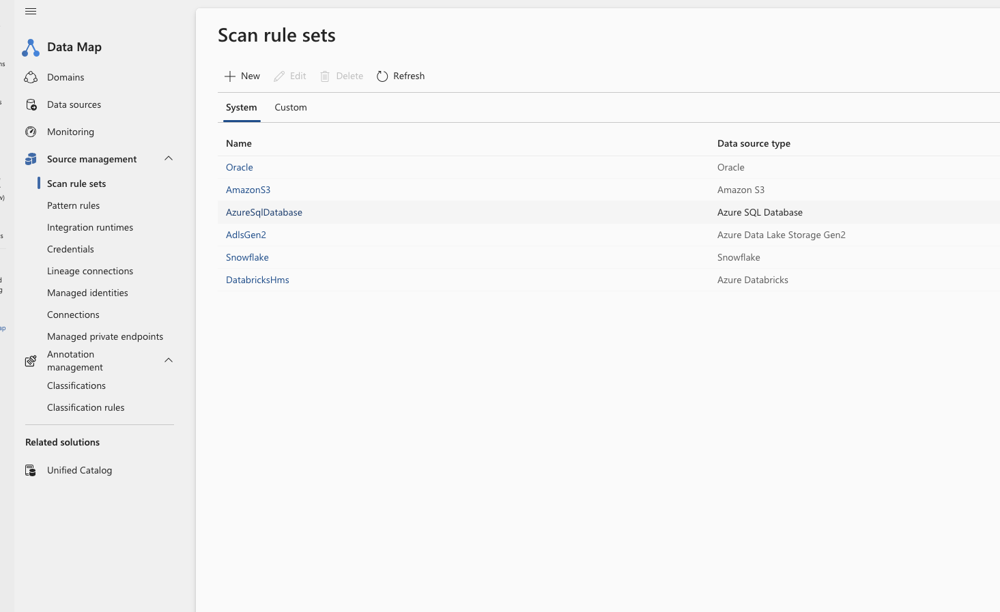 Data Map
Domains
Data sources
Monitoring
Source management
Scan rule sets
Pattern rules
Integration runtimes
Credentials
Lineage connections
Managed identities
Connections
Managed private endpoints
Annotation
management
Classifications
Classification rules
Related solutions
Unified Catalog
Scan rule sets
New Edit Delete Refresh
System Custom
Name Data source type
Oracle Oracle
AmazonS3 Amazon S3
AzureSqlDatabase Azure SQL Database
AdlsGen2 Azure Data Lake Storage Gen2
Snowflake Snowflake
DatabricksHms Azure Databricks